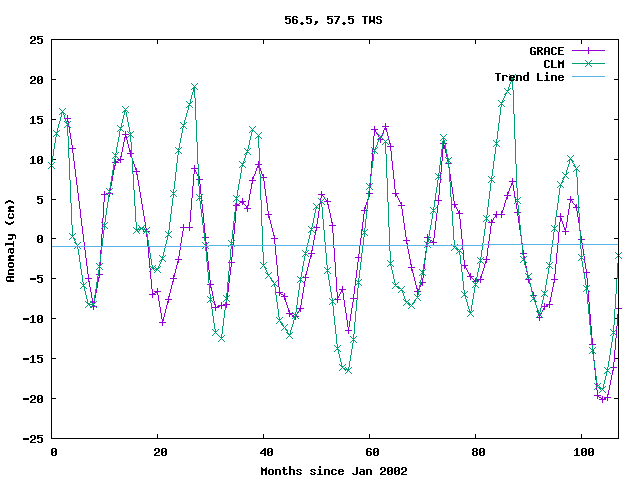 56.5, 57.5 TWS
GRACE
CLM
Trend Line
25
20
15
10
5
0
-5
-10
-15
-20
-25
Anomaly (cm)
0 20 40 60 80 100
Months since Jan 2002